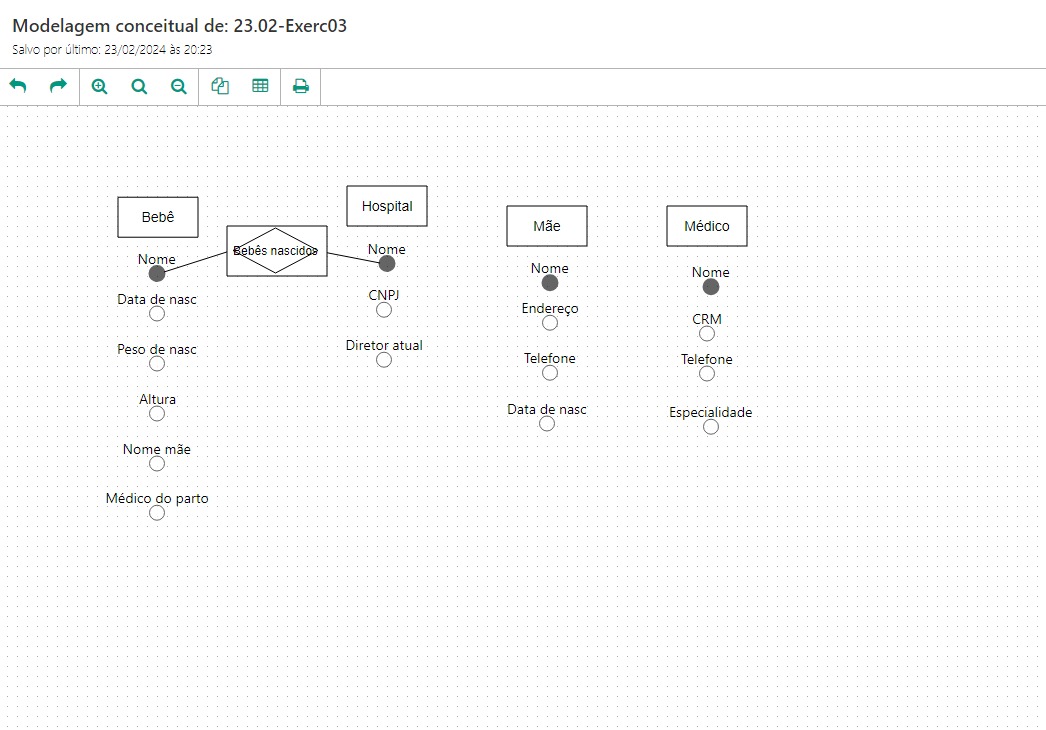 Modelagem conceitual de: 23.02-Exerc03
Salvo por último: 23/02/2024 às 20:23
Bebê
Nome
Data de nasc
Peso de nasc
Altura
Nome mãe
Médico do parto
Bebês nascidos
Hospital
Nome
CNPJ
Diretor atual
Mãe
Nome
Endereço
Telefone
Data de nasc
Médico
Nome
CRM
Telefone
Especialidade